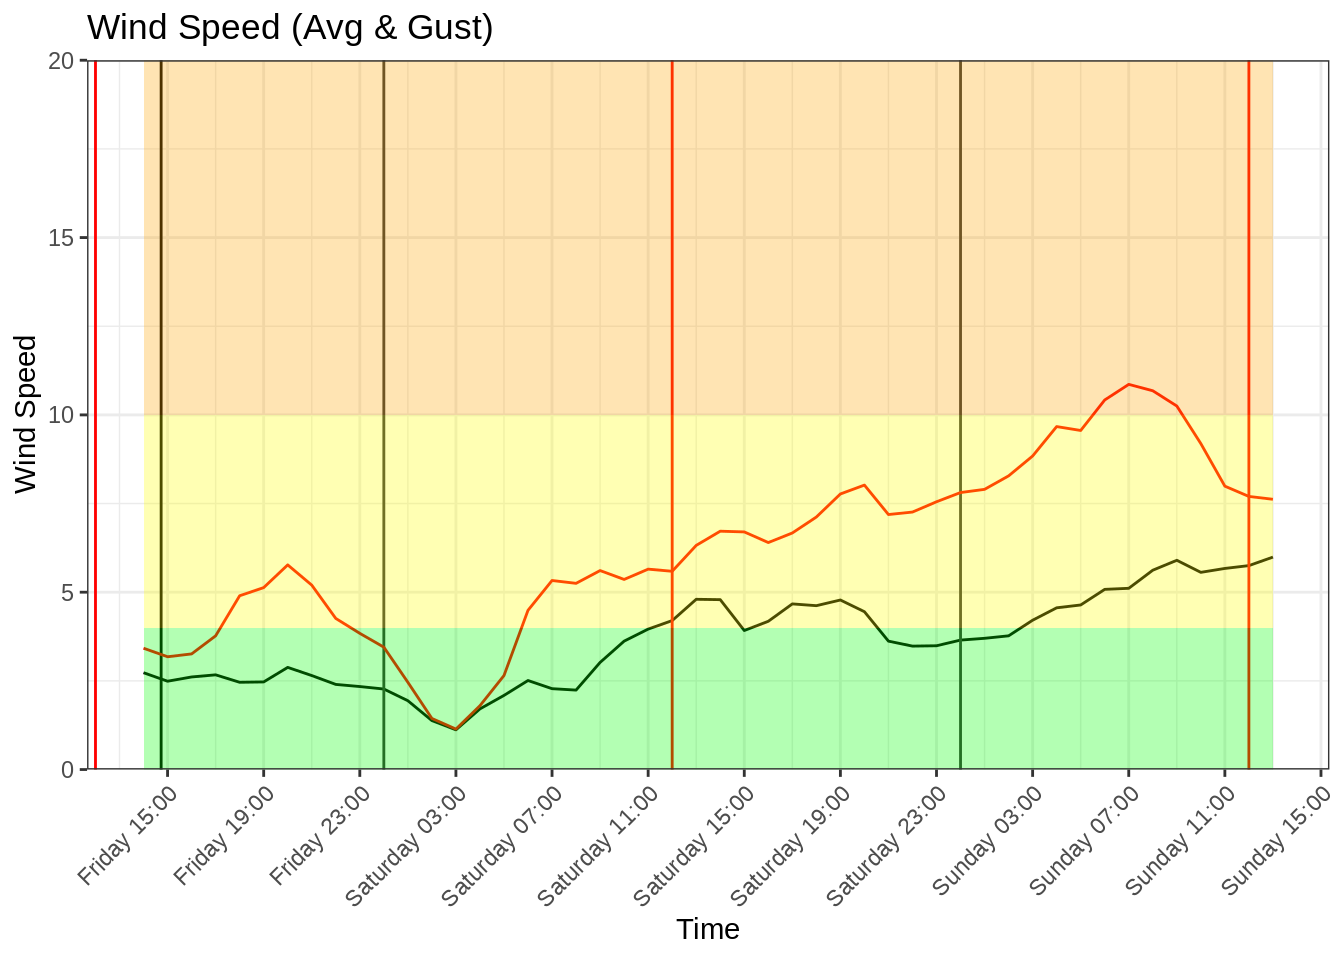 Wind Speed (Avg & Gust)
20
15
10
5
0
Wind Speed
Friday 15:00
Friday 19:00
Friday 23:00
Saturday 03:00
Saturday 07:00
Saturday 11:00
Saturday 15:00
Saturday 19:00
Saturday 23:00
Sunday 03:00
Sunday 07:00
Sunday 11:00
Sunday 15:00
Time